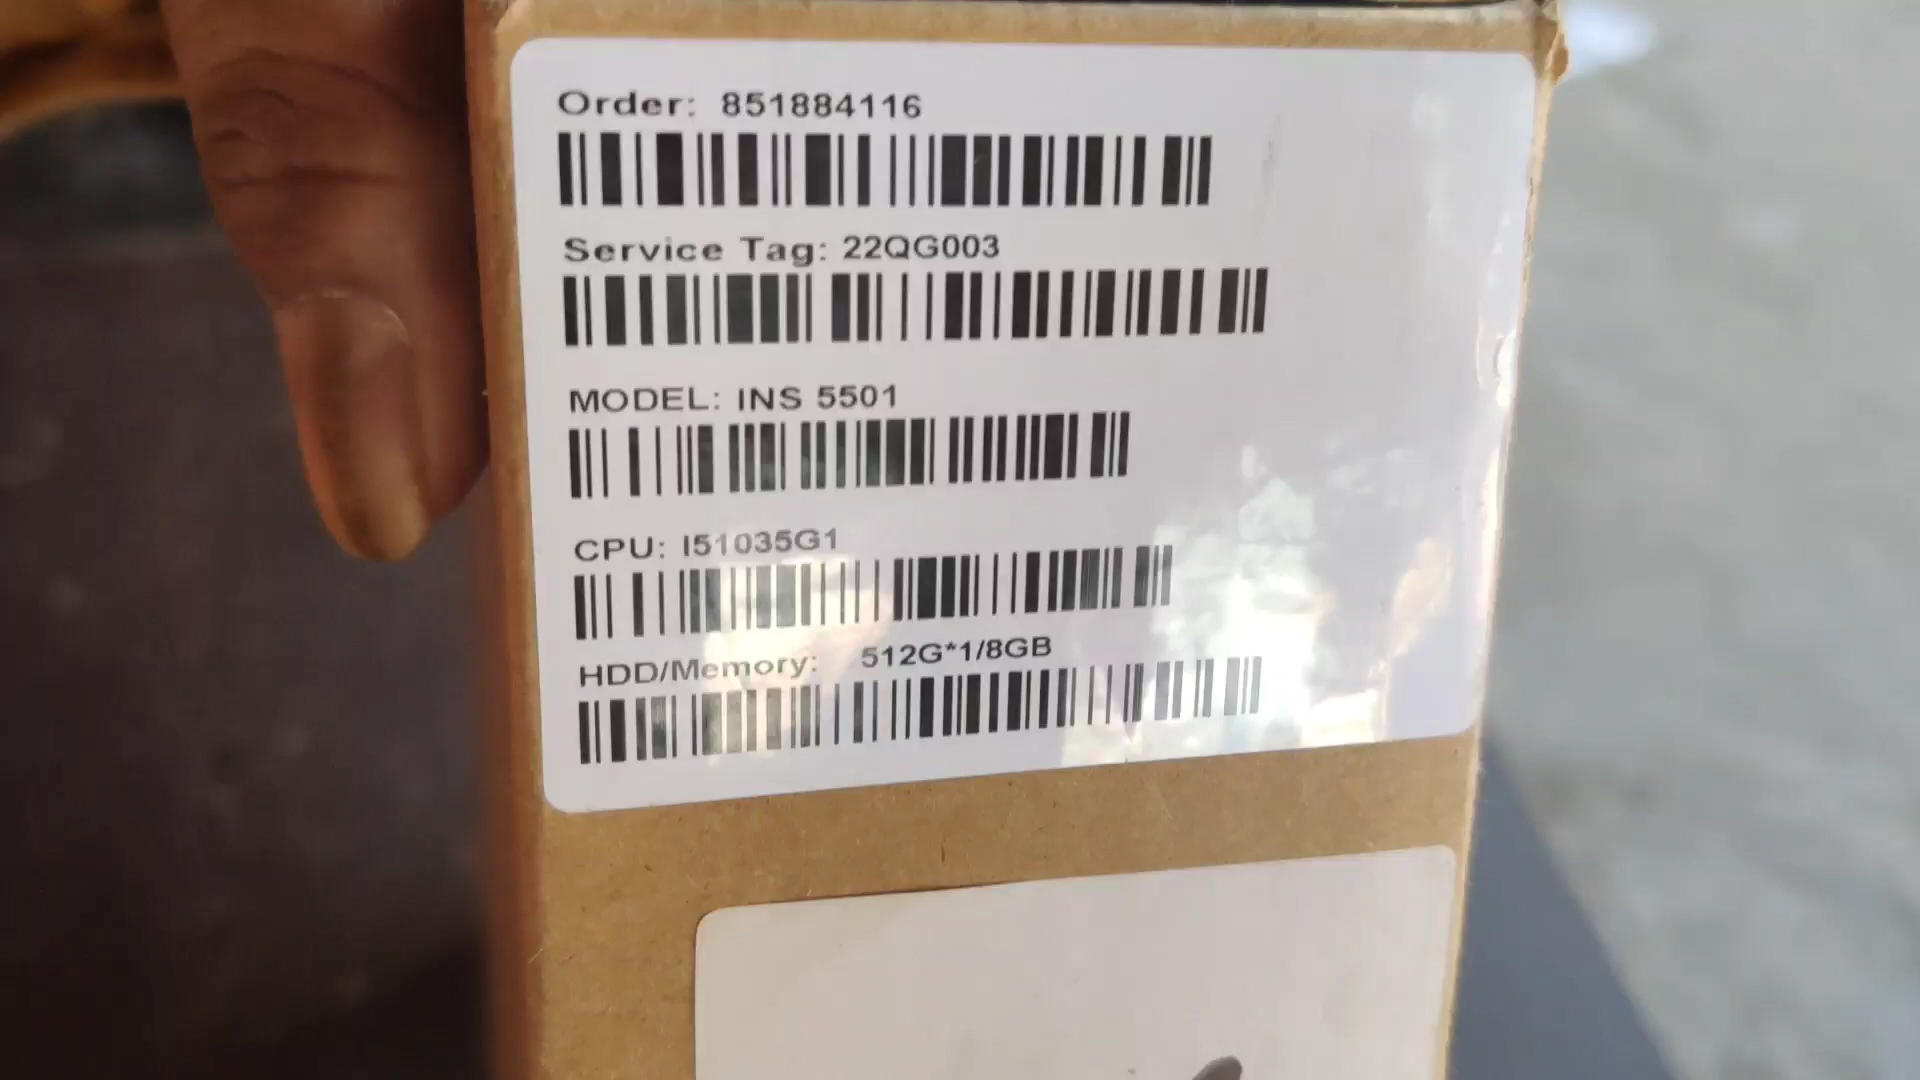 Order: 851884116
Service Tag: 22QG003
MODEL: INS 5501
CPU: I51035G1
HDD/Memory: 512G*1/8GB